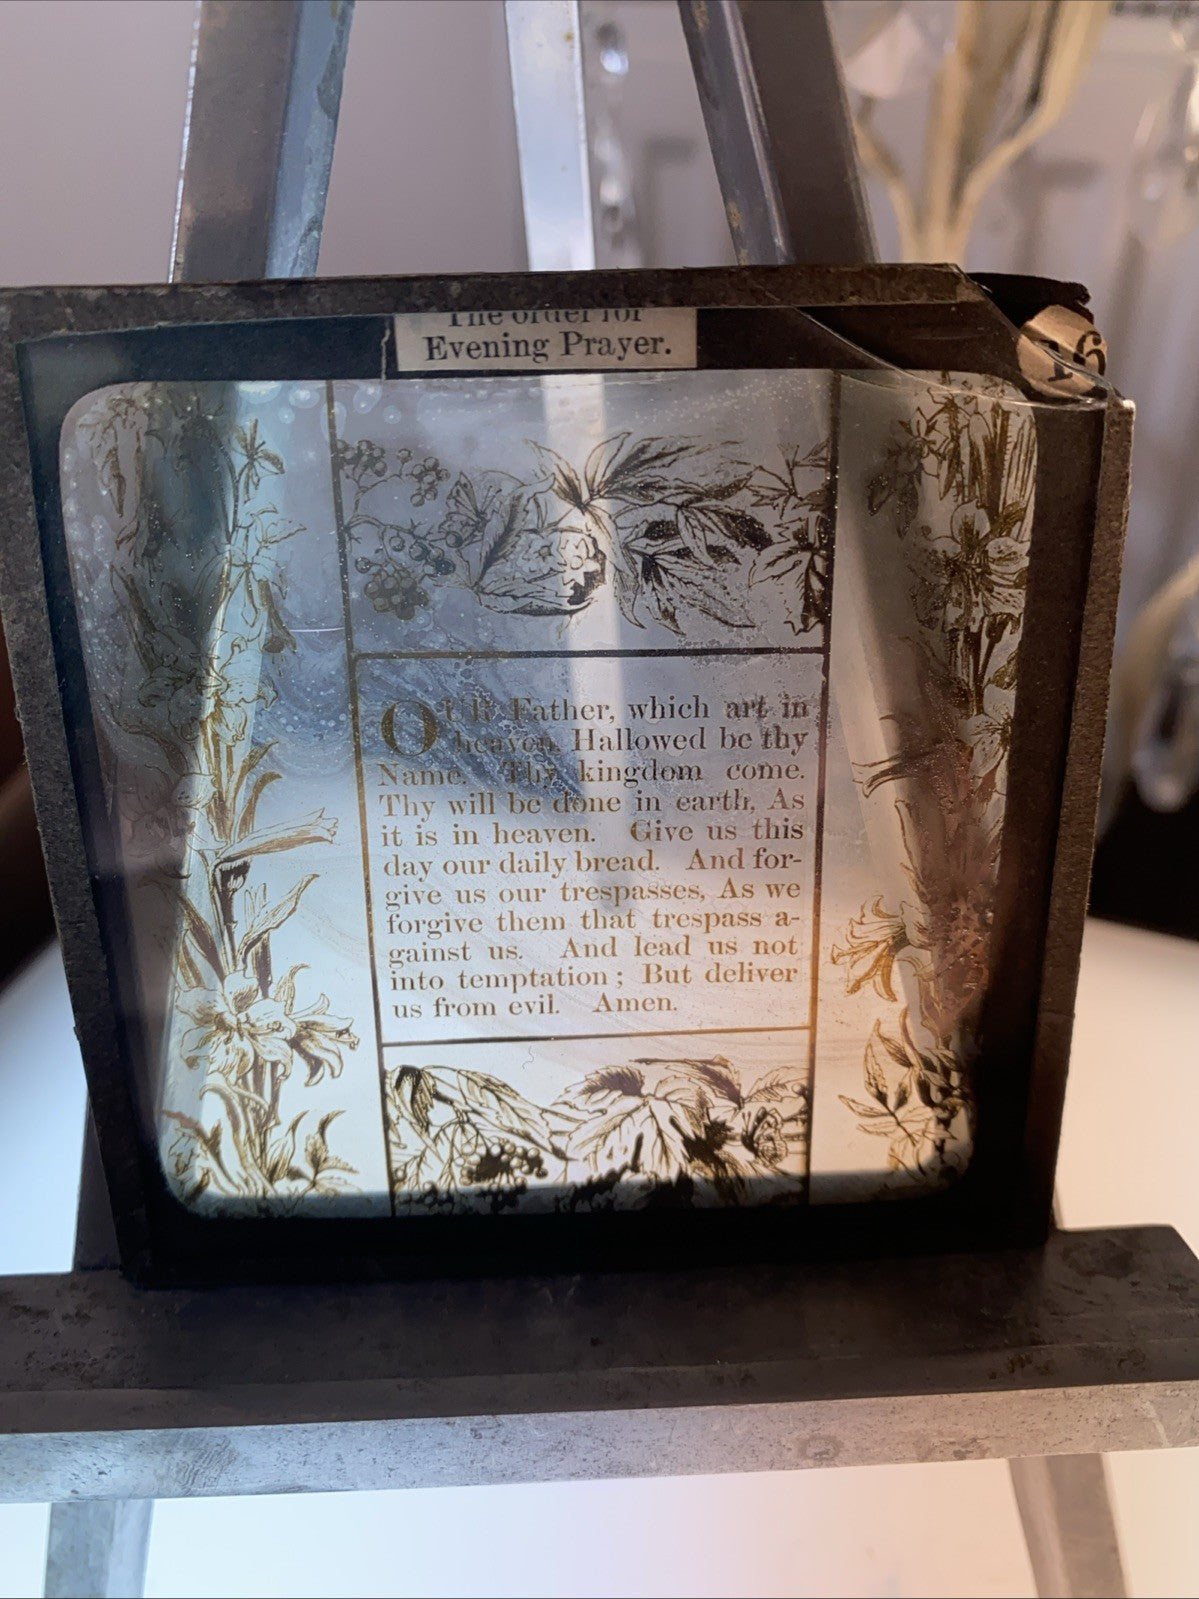 The order for
Evening Prayer.
16
OUR Father, which art in
heaven, Hallowed be thy
Name. Thy kingdom come.
Thy will be done in earth, As
it is in heaven. Give us this
day our daily bread. And for-
give us our trespasses, As we
forgive them that trespass a-
gainst us. And lead us not
into temptation; But deliver
us from evil. Amen.